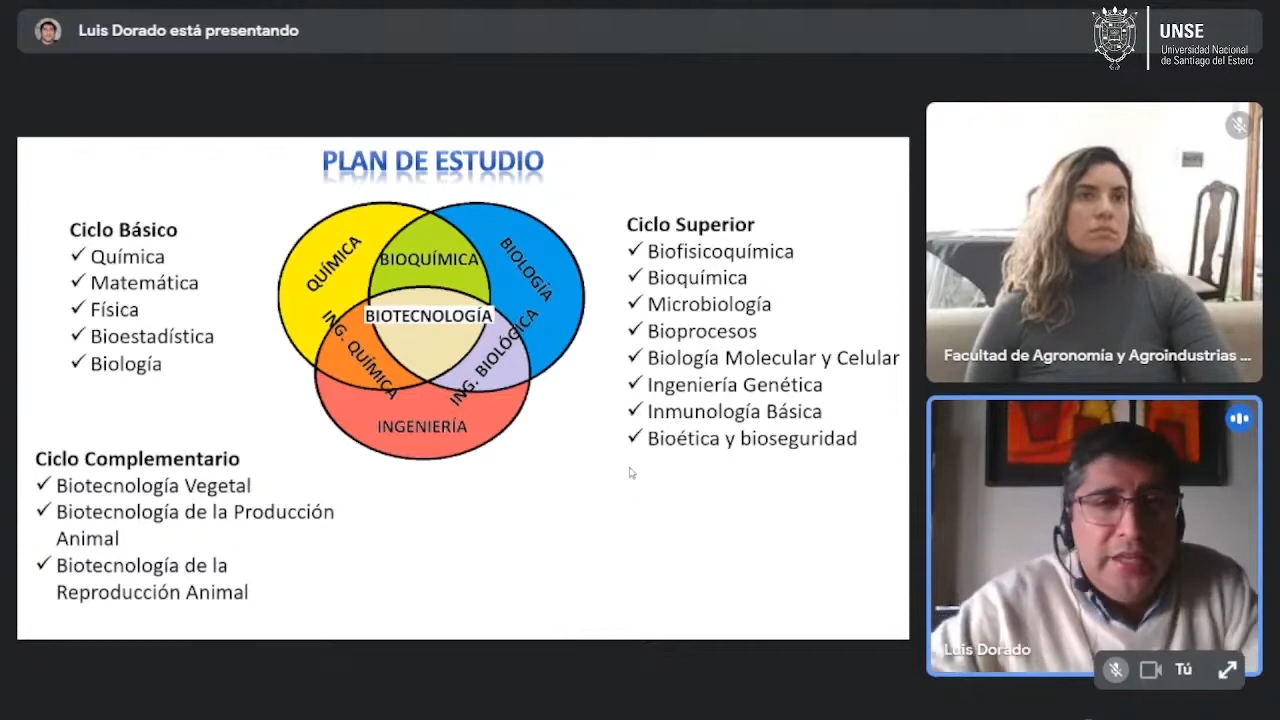 Luis Dorado está presentando
UNSE
Universidad Nacional
de Santiago del Estero
PLAN DE ESTUDIO
Ciclo Básico
✓ Química
✓ Matemática
✓ Física
✓ Bioestadística
✓ Biología
QUÍMICA
BIOQUÍMICA
BIOLOGÍA
BIOTECNOLOGÍA
ING. QUÍMICA
ING. BIOLÓGICA
INGENIERÍA
Ciclo Superior
✓ Biofisicoquímica
✓ Bioquímica
✓ Microbiología
✓ Bioprocesos
✓ Biología Molecular y Celular
✓ Ingeniería Genética
✓ Inmunología Básica
✓ Bioética y bioseguridad
Ciclo Complementario
✓ Biotecnología Vegetal
✓ Biotecnología de la Producción
Animal
✓ Biotecnología de la
Reproducción Animal
Facultad de Agronomía y Agroindustrias ...
Luis Dorado
Tú